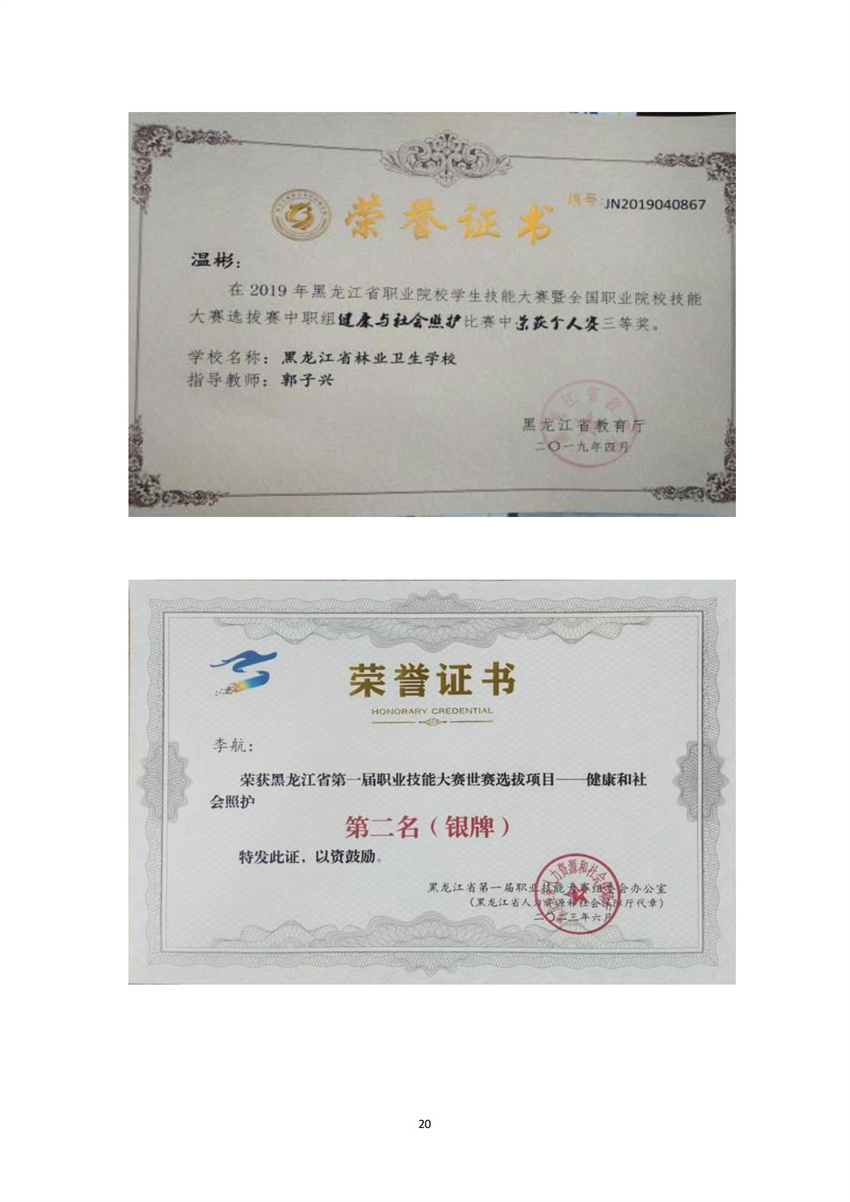 荣誉证书
编号:JN2019040867
温彬:
在 2019 年黑龙江省职业院校学生技能大赛暨全国职业院校技能
大赛选拔赛中职组健康与社会照护比赛中荣获个人赛三等奖。
学校名称: 黑龙江省林业卫生学校
指导教师: 郭子兴
黑龙江省教育厅
二〇一九年四月
荣誉证书
HONORARY CREDENTIAL
李航:
荣获黑龙江省第一届职业技能大赛世赛选拔项目——健康和社
会照护
第二名(银牌)
特发此证,以资鼓励。
黑龙江省第一届职业技能大赛组委会办公室
(黑龙江省人力资源和社会保障厅代章)
二〇二三年六月
20